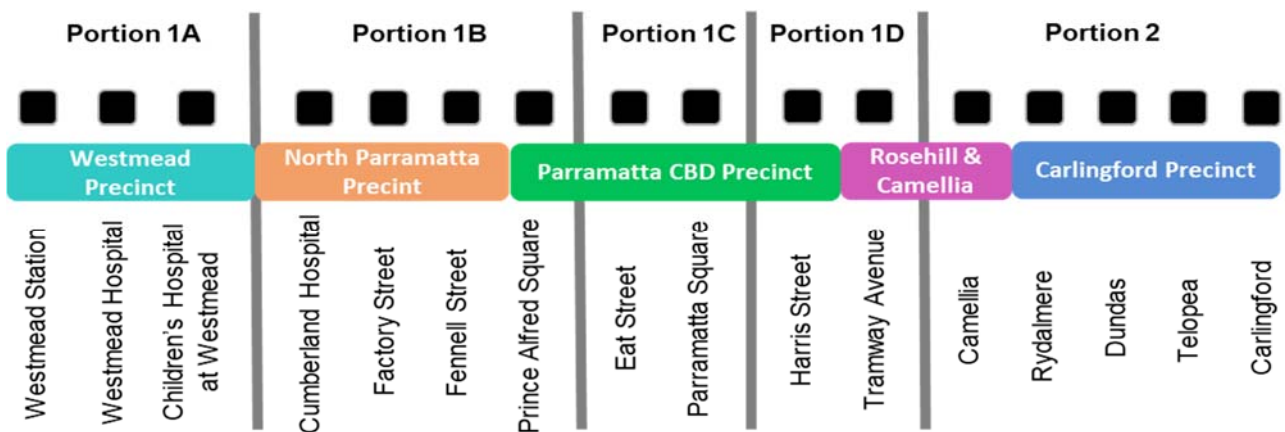 Portion 1A
Portion 1B
Portion 1C
Portion 1D
Portion 2
Westmead
Precinct
North Parramatta
Precint
Parramatta CBD Precinct
Rosehill &
Camellia
Carlingford Precinct
Westmead Station
Westmead Hospital
Children's Hospital
at Westmead
Cumberland Hospital
Factory Street
Fennell Street
Prince Alfred Square
Eat Street
Parramatta Square
Harris Street
Tramway Avenue
Camellia
Rydalmere
Dundas
Telopea
Carlingford